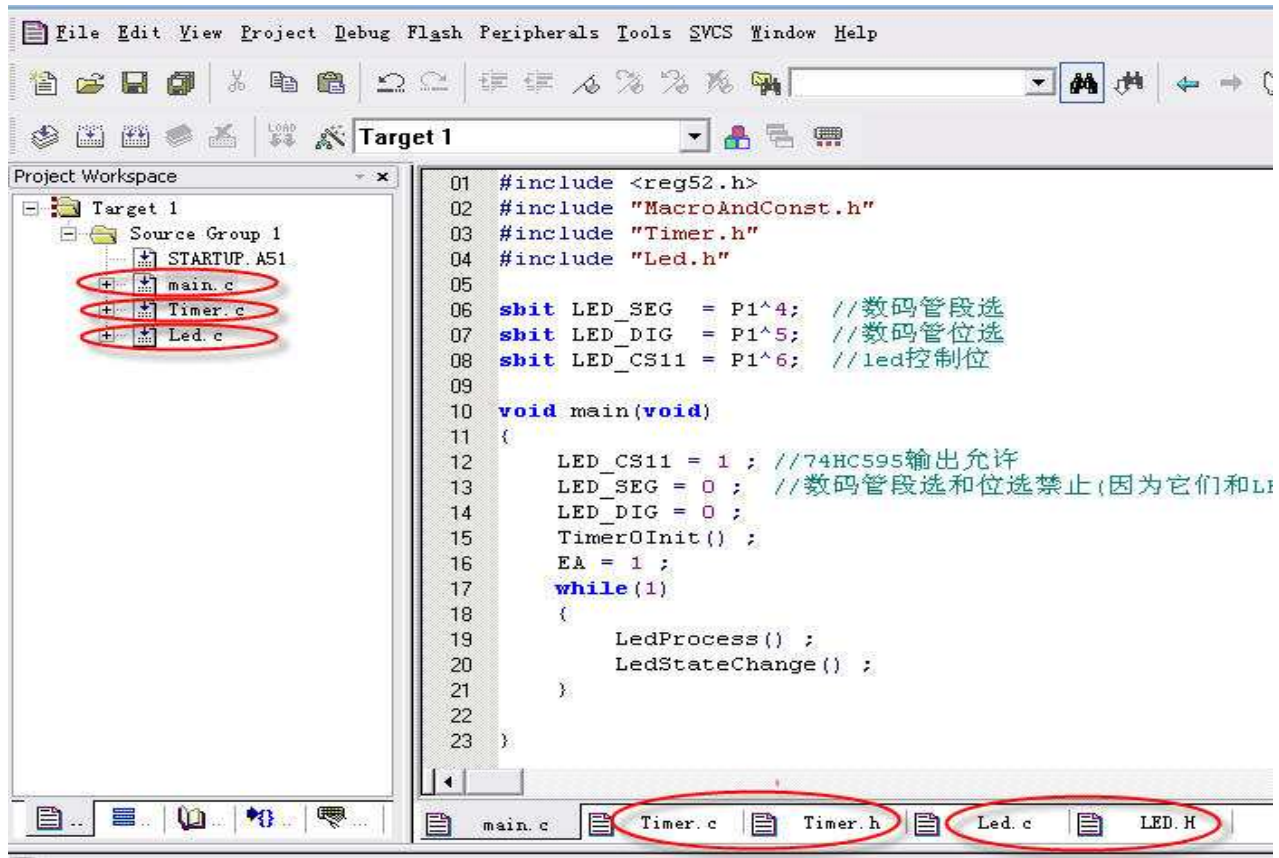 File Edit View Project Debug Flash Peripherals Tools SVCS Window Help
LOAD
Target 1
Project Workspace
Target 1
Source Group 1
STARTUP.A51
main.c
Timer.c
Led.c
01 #include <reg52.h>
02 #include "MacroAndConst.h"
03 #include "Timer.h"
04 #include "Led.h"
05
06 sbit LED_SEG = P1^4; //数码管段选
07 sbit LED_DIG = P1^5; //数码管位选
08 sbit LED_CS11 = P1^6; //led控制位
09
10 void main(void)
11 {
12 LED_CS11 = 1 ; //74HC595输出允许
13 LED_SEG = 0 ; //数码管段选和位选禁止(因为它们和LE
14 LED_DIG = 0 ;
15 Timer0Init() ;
16 EA = 1 ;
17 while(1)
18 {
19 LedProcess() ;
20 LedStateChange() ;
21 }
22
23 }
main.c Timer.c Timer.h Led.c LED.H